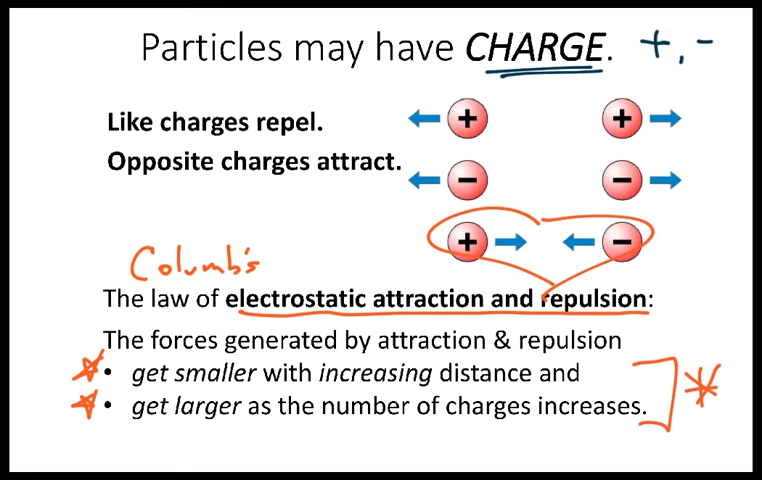 Particles may have CHARGE. +, -
Like charges repel.
+ +
Opposite charges attract.
- -
+ -
Columb's
The law of electrostatic attraction and repulsion:
The forces generated by attraction & repulsion
• get smaller with increasing distance and
• get larger as the number of charges increases.